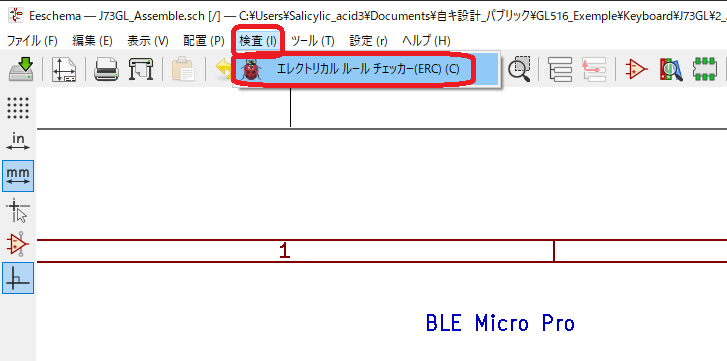 Eeschema — J73GL_Assemble.sch [/] — C:¥Users¥Salicylic_acid3¥Documents¥自キ設計_パブリック¥GL516_Exemple¥Keyboard¥J73GL¥2_
ファイル (F) 編集 (E) 表示 (V) 配置 (P) 検査 (I) ツール (T) 設定 (r) ヘルプ (H)
エレクトリカル ルール チェッカー(ERC) (C)
in
mm
1
BLE Micro Pro